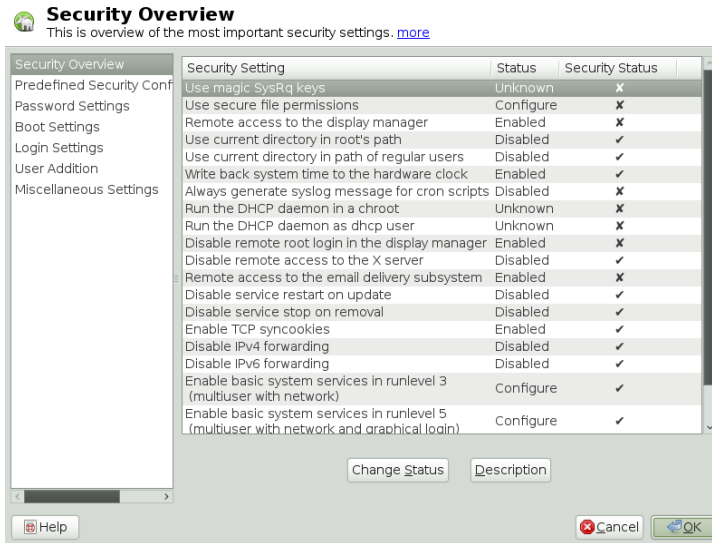 Security Overview
This is overview of the most important security settings. more
Security Overview
Predefined Security Conf
Password Settings
Boot Settings
Login Settings
User Addition
Miscellaneous Settings
Security Setting Status Security Status
Use magic SysRq keys Unknown ✘
Use secure file permissions Configure ✘
Remote access to the display manager Enabled ✘
Use current directory in root's path Disabled ✔
Use current directory in path of regular users Disabled ✔
Write back system time to the hardware clock Enabled ✔
Always generate syslog message for cron scripts Disabled ✘
Run the DHCP daemon in a chroot Unknown ✘
Run the DHCP daemon as dhcp user Unknown ✘
Disable remote root login in the display manager Enabled ✘
Disable remote access to the X server Disabled ✔
Remote access to the email delivery subsystem Enabled ✘
Disable service restart on update Disabled ✔
Disable service stop on removal Disabled ✔
Enable TCP syncookies Enabled ✔
Disable IPv4 forwarding Disabled ✔
Disable IPv6 forwarding Disabled ✔
Enable basic system services in runlevel 3
(multiuser with network) Configure ✔
Enable basic system services in runlevel 5
(multiuser with network and graphical login) Configure ✔
Change Status Description
Help Cancel OK